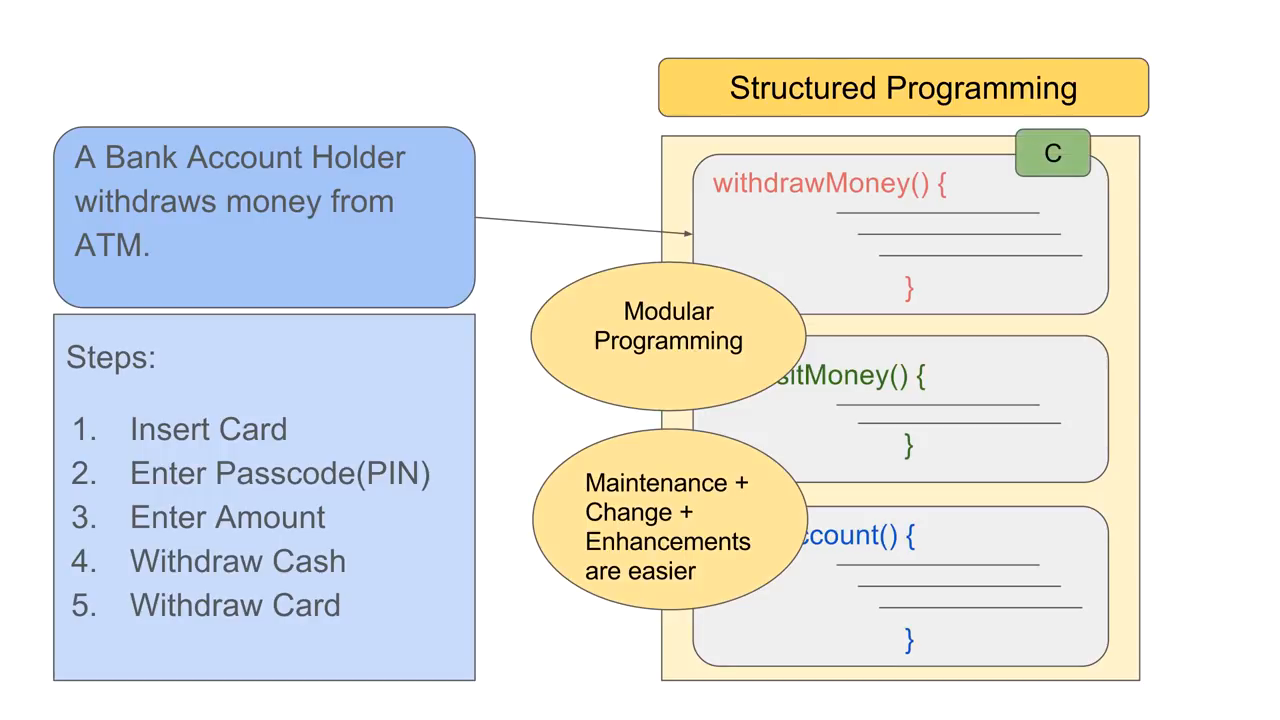 Structured Programming
A Bank Account Holder
withdraws money from
ATM.
C
withdrawMoney() {
}
Steps:
1. Insert Card
2. Enter Passcode(PIN)
3. Enter Amount
4. Withdraw Cash
5. Withdraw Card
Modular
Programming
sitMoney() {
}
Maintenance +
Change +
Enhancements
are easier
ccount() {
}